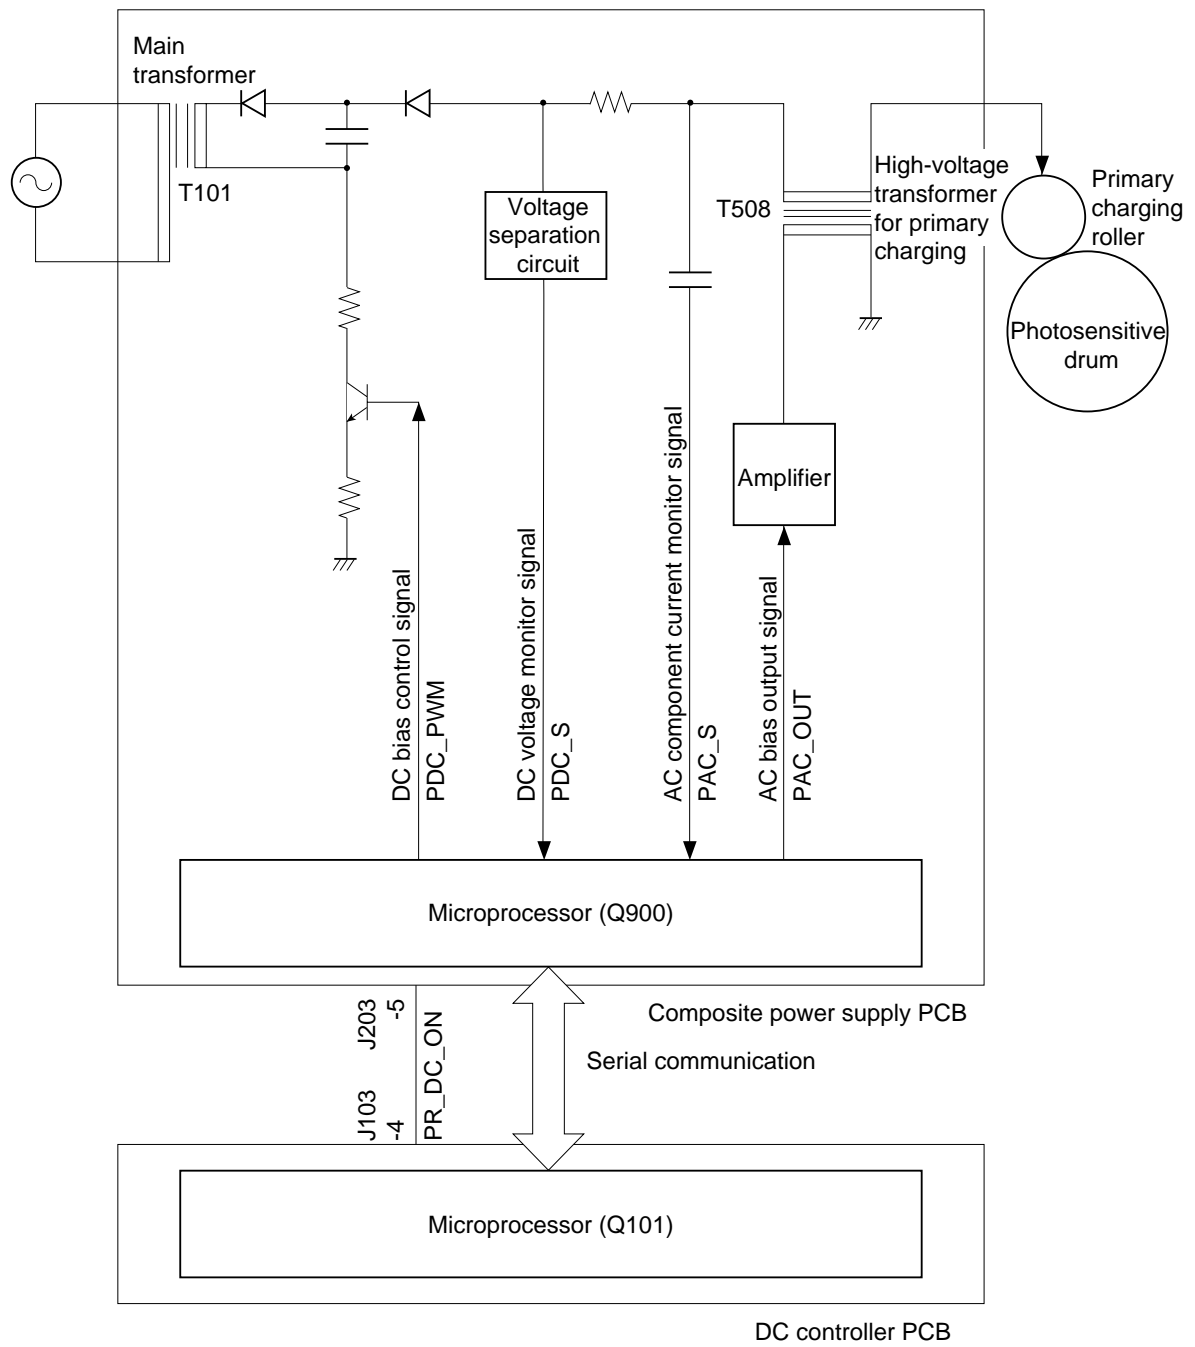 Main
transformer
T101
Voltage
separation
circuit
T508
High-voltage
transformer
for primary
charging
Primary
charging
roller
Photosensitive
drum
Amplifier
DC bias control signal
PDC_PWM
DC voltage monitor signal
PDC_S
AC component current monitor signal
PAC_S
AC bias output signal
PAC_OUT
Microprocessor (Q900)
Composite power supply PCB
J203
-5
J103
-4
PR_DC_ON
Serial communication
Microprocessor (Q101)
DC controller PCB